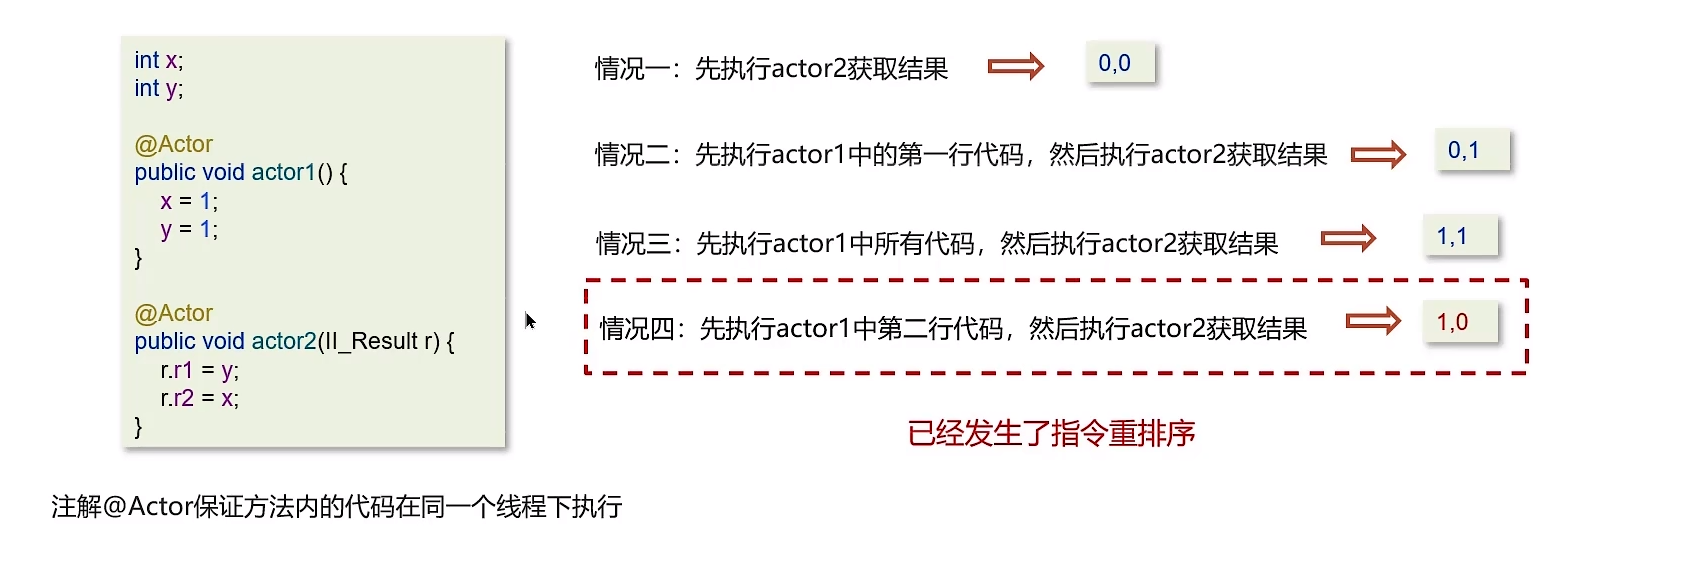 int x;
int y;
@Actor
public void actor1() {
x = 1;
y = 1;
}
@Actor
public void actor2(II_Result r) {
r.r1 = y;
r.r2 = x;
}
情况一：先执行actor2获取结果
0,0
情况二：先执行actor1中的第一行代码，然后执行actor2获取结果
0,1
情况三：先执行actor1中所有代码，然后执行actor2获取结果
1,1
情况四：先执行actor1中第二行代码，然后执行actor2获取结果
1,0
已经发生了指令重排序
注解@Actor保证方法内的代码在同一个线程下执行